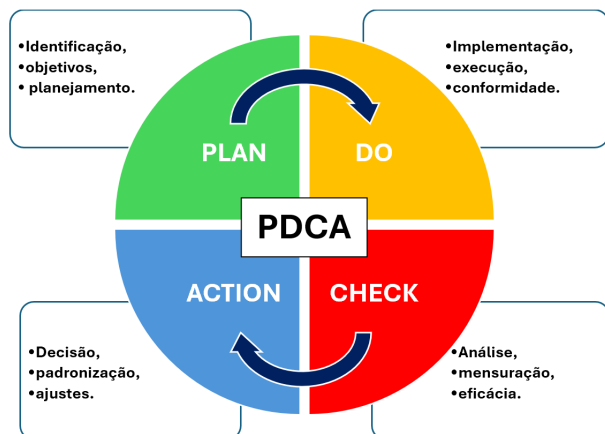 •Identificação,
•objetivos,
• planejamento.
•Implementação,
•execução,
•conformidade.
PLAN
DO
PDCA
ACTION
CHECK
•Decisão,
•padronização,
•ajustes.
•Análise,
•mensuração,
•eficácia.